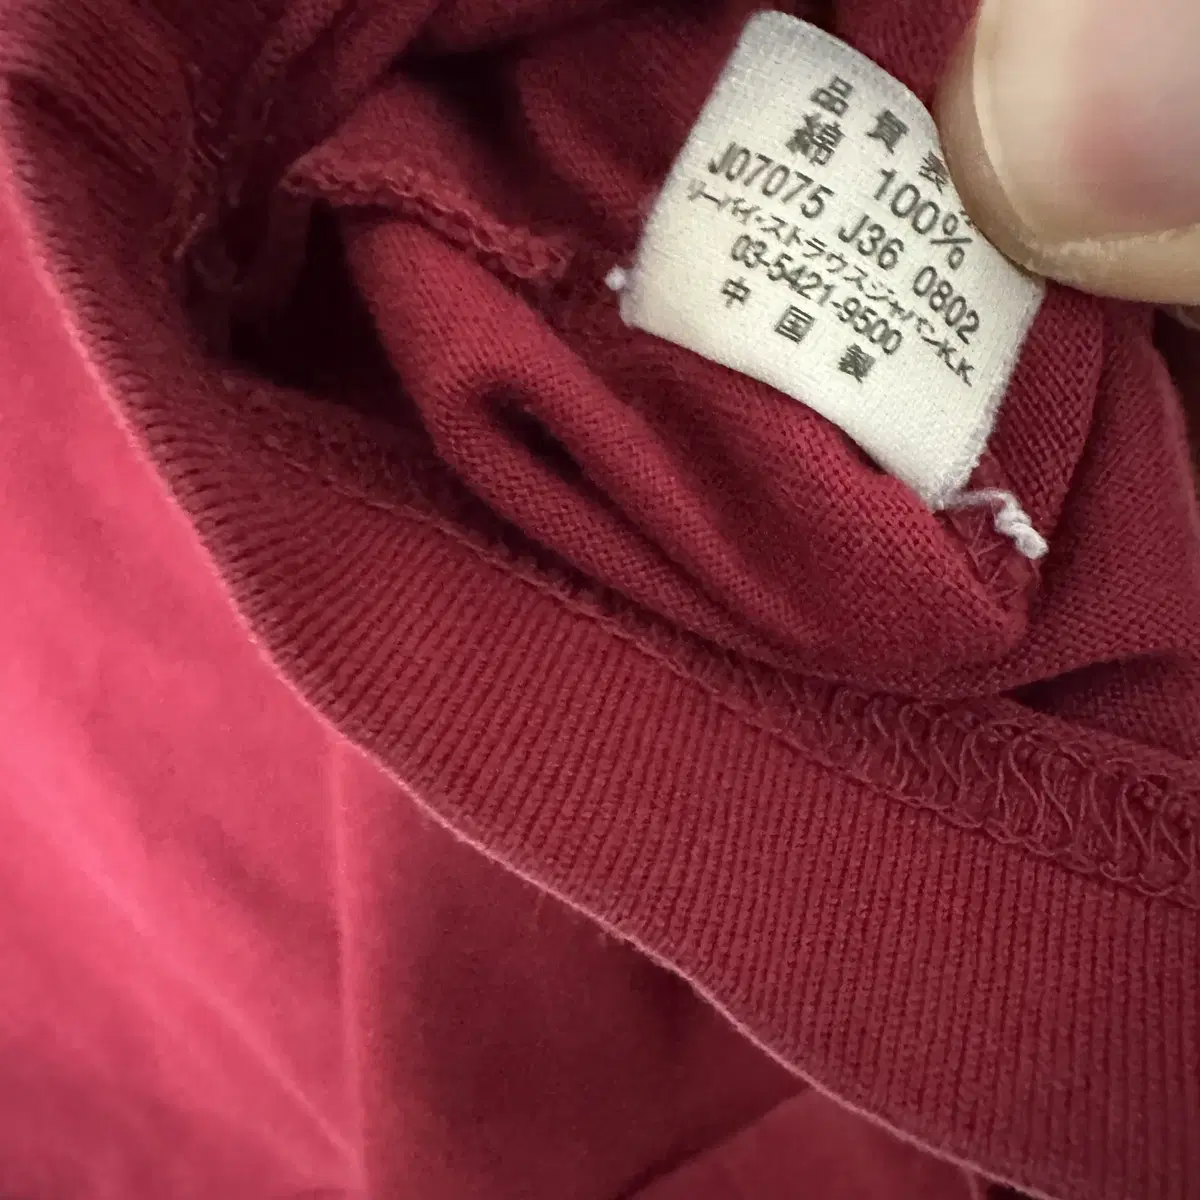 品質表
綿 100%
J07075 J36 0802
リーバイ・ストラウスジャパンK.K.
03-5421-9500
中国製